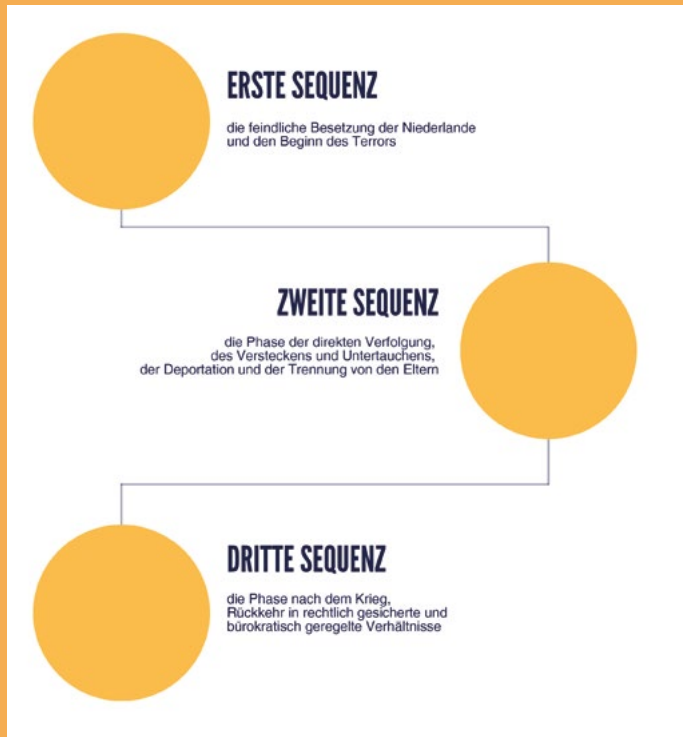 ERSTE SEQUENZ
die feindliche Besetzung der Niederlande
und den Beginn des Terrors
ZWEITE SEQUENZ
die Phase der direkten Verfolgung,
des Versteckens und Untertauchens,
der Deportation und der Trennung von den Eltern
DRITTE SEQUENZ
die Phase nach dem Krieg,
Rückkehr in rechtlich gesicherte und
bürokratisch geregelte Verhältnisse